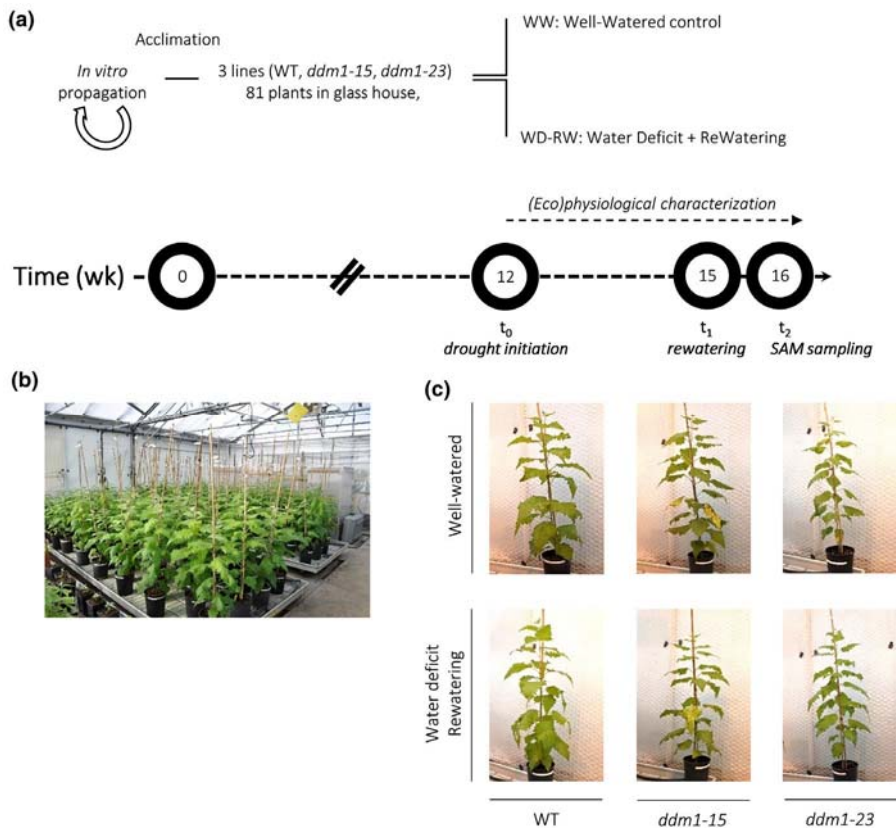 (a)
Acclimation
In vitro
propagation
3 lines (WT, ddm1-15, ddm1-23)
81 plants in glass house,
WW: Well-Watered control
WD-RW: Water Deficit + ReWatering
(Eco)physiological characterization
Time (wk)
0
12
15
16
t0
drought initiation
t1
rewatering
t2
SAM sampling
(b)
(c)
Well-watered
Water deficit
Rewatering
WT
ddm1-15
ddm1-23